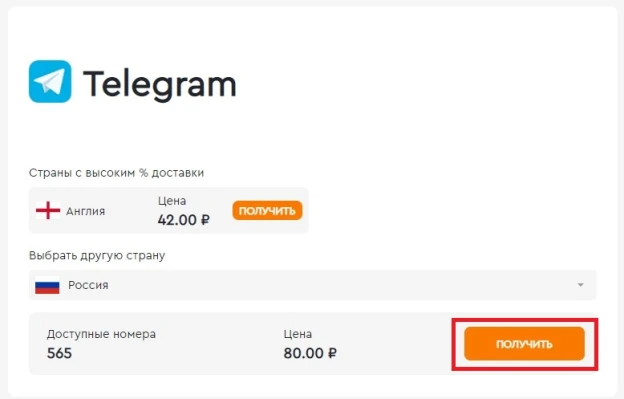 Telegram
Страны с высоким % доставки
Англия
Цена
42.00 ₽
ПОЛУЧИТЬ
Выбрать другую страну
Россия
Доступные номера
565
Цена
80.00 ₽
ПОЛУЧИТЬ